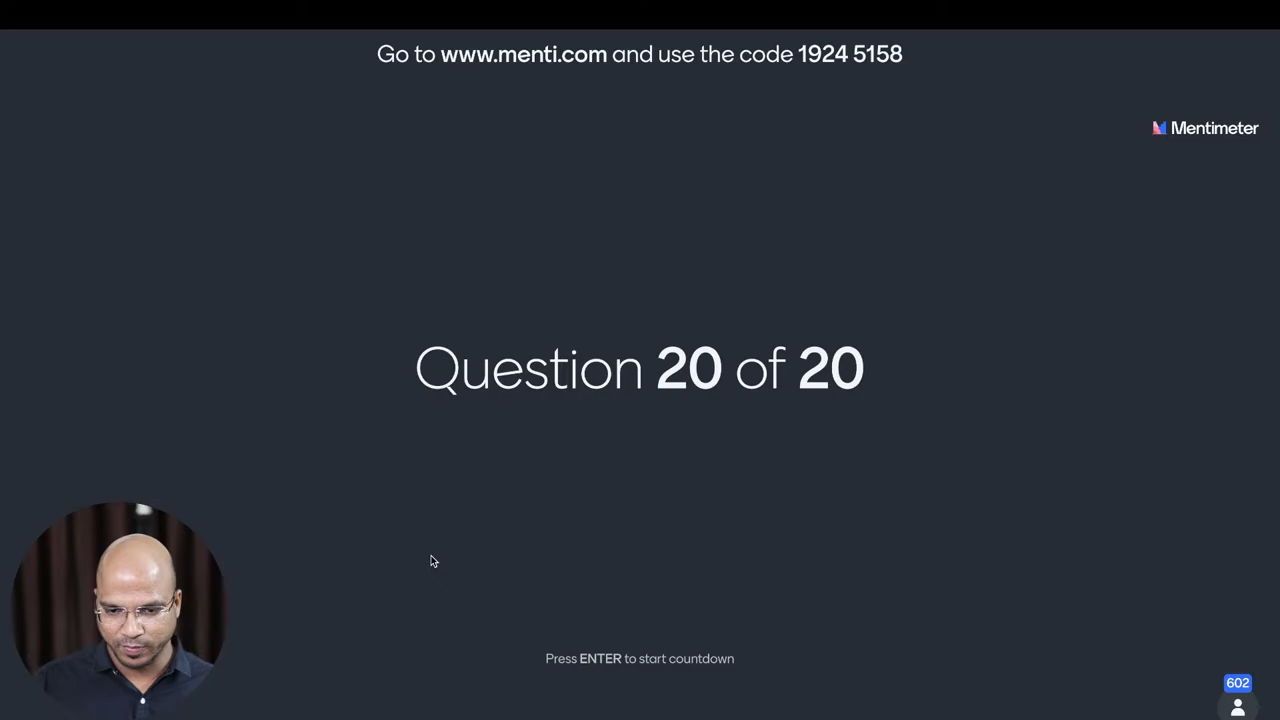 Go to www.menti.com and use the code 1924 5158
Mentimeter
Question 20 of 20
Press ENTER to start countdown
602